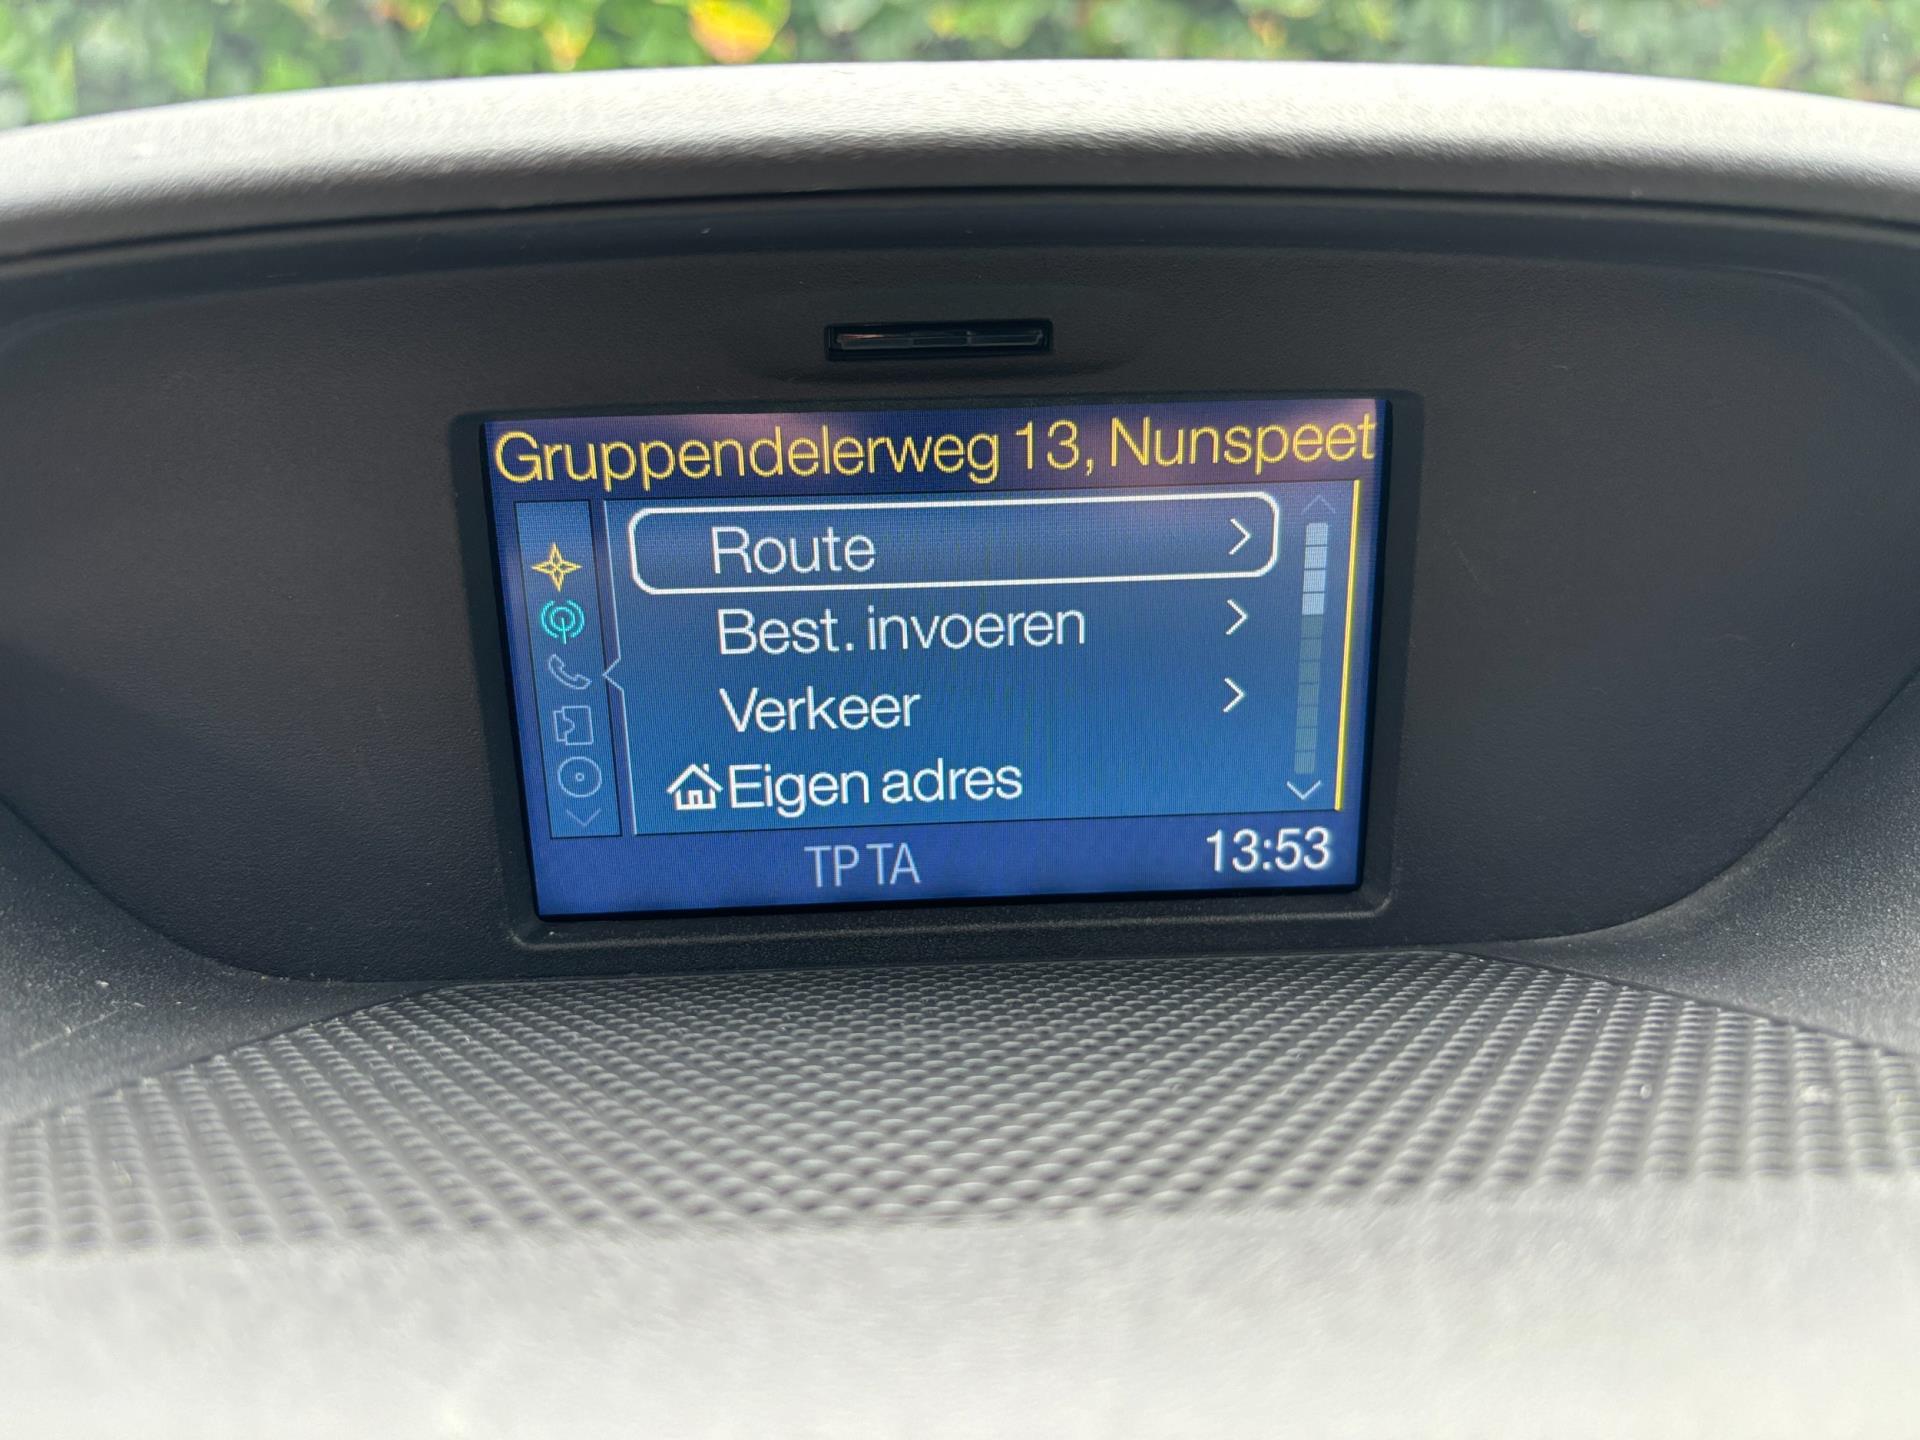 Gruppendelerweg 13, Nunspeet
Route
Best. invoeren
Verkeer
Eigen adres
TP TA
13:53